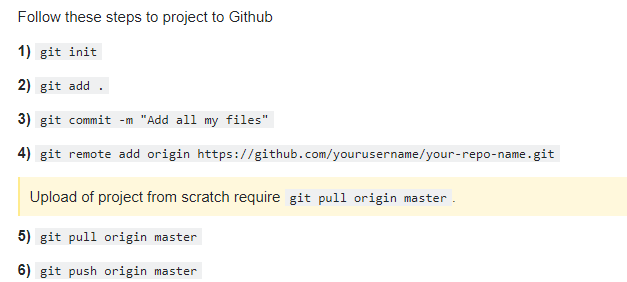 Follow these steps to project to Github
1) git init
2) git add .
3) git commit -m "Add all my files"
4) git remote add origin https://github.com/yourusername/your-repo-name.git
Upload of project from scratch require git pull origin master.
5) git pull origin master
6) git push origin master